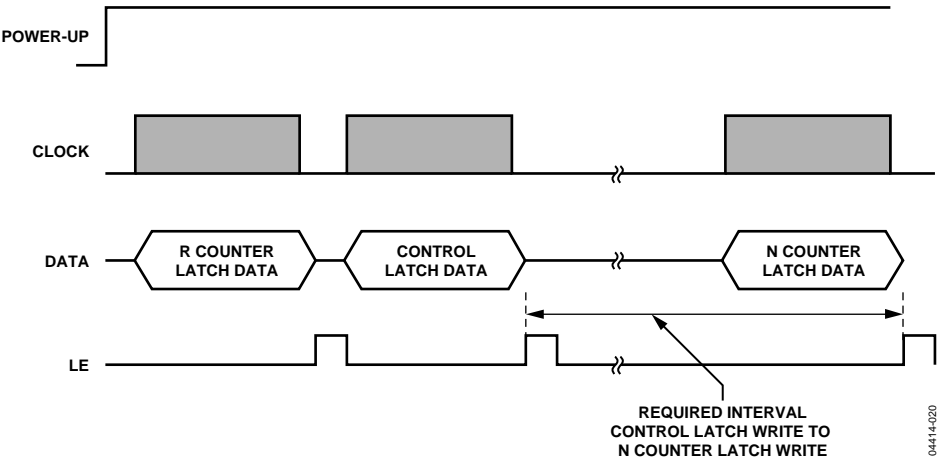 POWER-UP
CLOCK
DATA
R COUNTER
LATCH DATA
CONTROL
LATCH DATA
N COUNTER
LATCH DATA
LE
REQUIRED INTERVAL
CONTROL LATCH WRITE TO
N COUNTER LATCH WRITE
04414-020